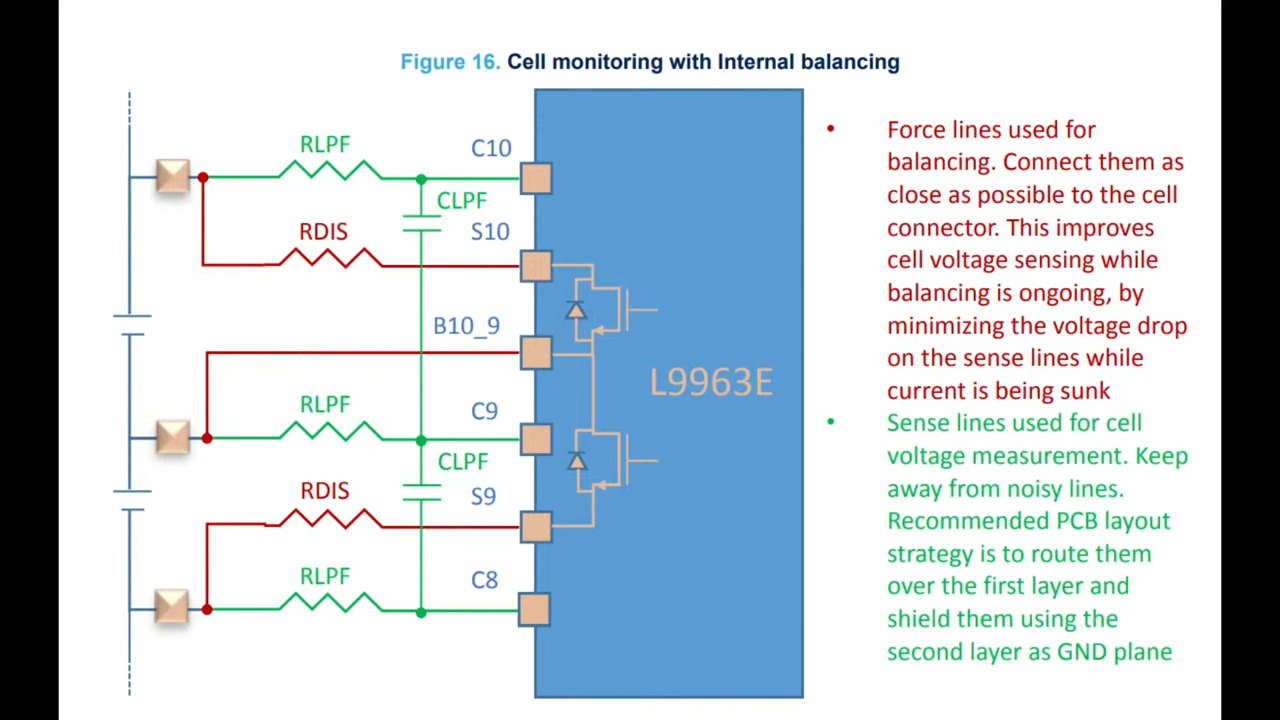 Figure 16. Cell monitoring with Internal balancing
RLPF
C10
CLPF
RDIS
S10
B10_9
L9963E
RLPF
C9
CLPF
RDIS
S9
RLPF
C8
• Force lines used for
balancing. Connect them as
close as possible to the cell
connector. This improves
cell voltage sensing while
balancing is ongoing, by
minimizing the voltage drop
on the sense lines while
current is being sunk
• Sense lines used for cell
voltage measurement. Keep
away from noisy lines.
Recommended PCB layout
strategy is to route them
over the first layer and
shield them using the
second layer as GND plane